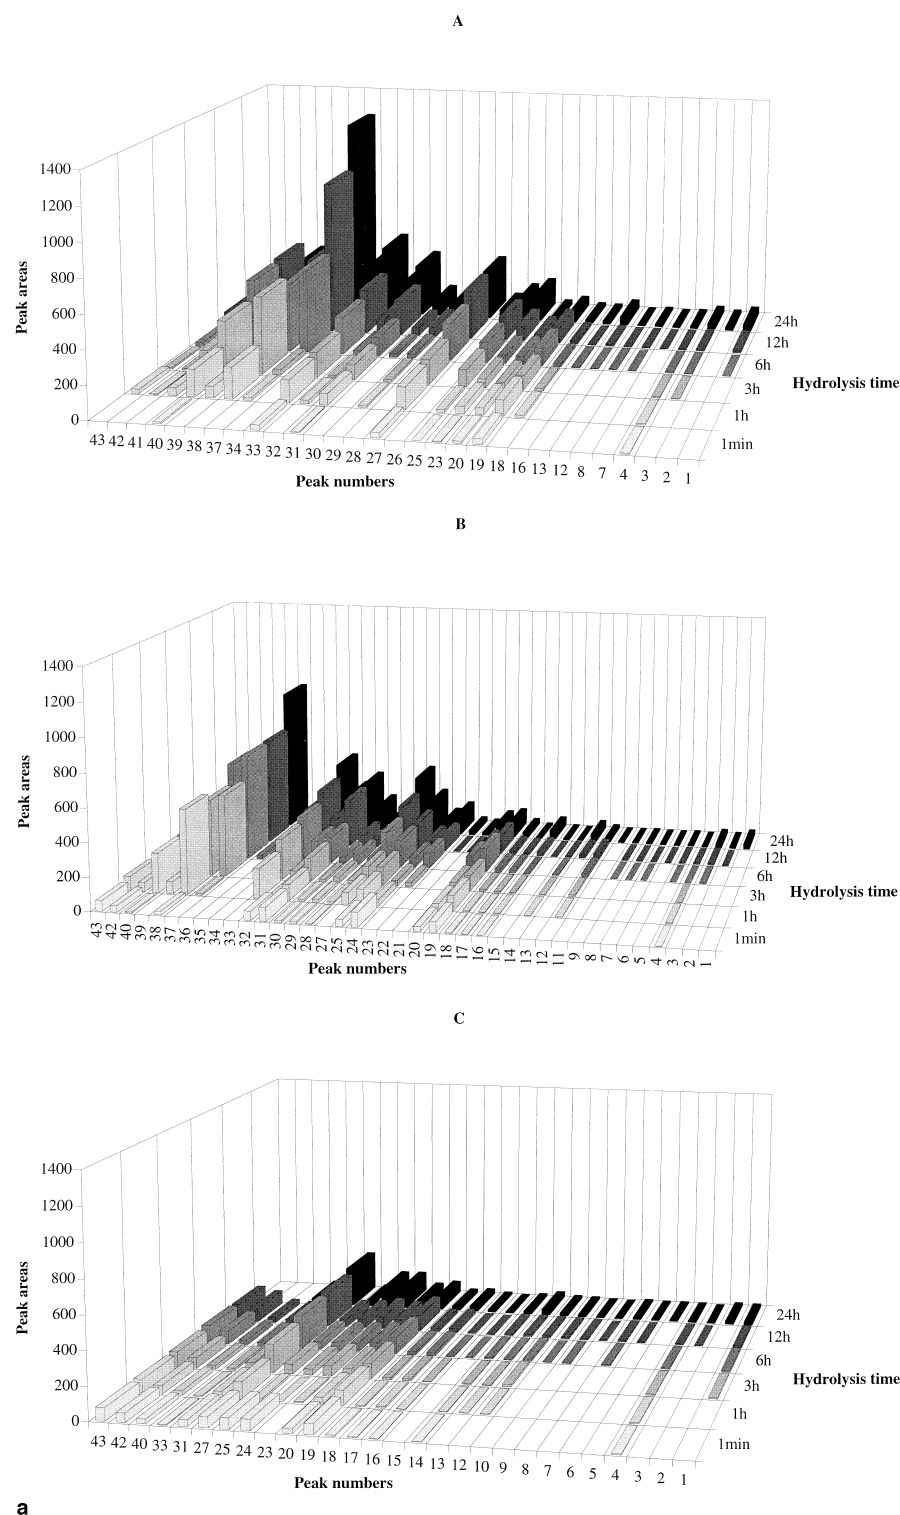 A
1400
1200
1000
800
600
400
200
0
Peak areas
43 42 41 40 39 38 37 34 33 32 31 30 29 28 27 26 25 23 20 19 18 16 13 12 8 7 4 3 2 1
Peak numbers
24h
12h
6h
3h
1h
1min
Hydrolysis time
B
1400
1200
1000
800
600
400
200
0
Peak areas
43 42 40 39 38 37 36 35 34 33 32 31 30 29 28 27 25 24 23 22 21 20 19 18 17 16 15 14 13 12 11 9 8 7 6 5 4 3 2 1
Peak numbers
24h
12h
6h
3h
1h
1min
Hydrolysis time
C
1400
1200
1000
800
600
400
200
0
Peak areas
43 42 40 33 31 27 25 24 23 20 19 18 17 16 15 14 13 12 10 9 8 7 6 5 4 3 2 1
Peak numbers
24h
12h
6h
3h
1h
1min
Hydrolysis time
a